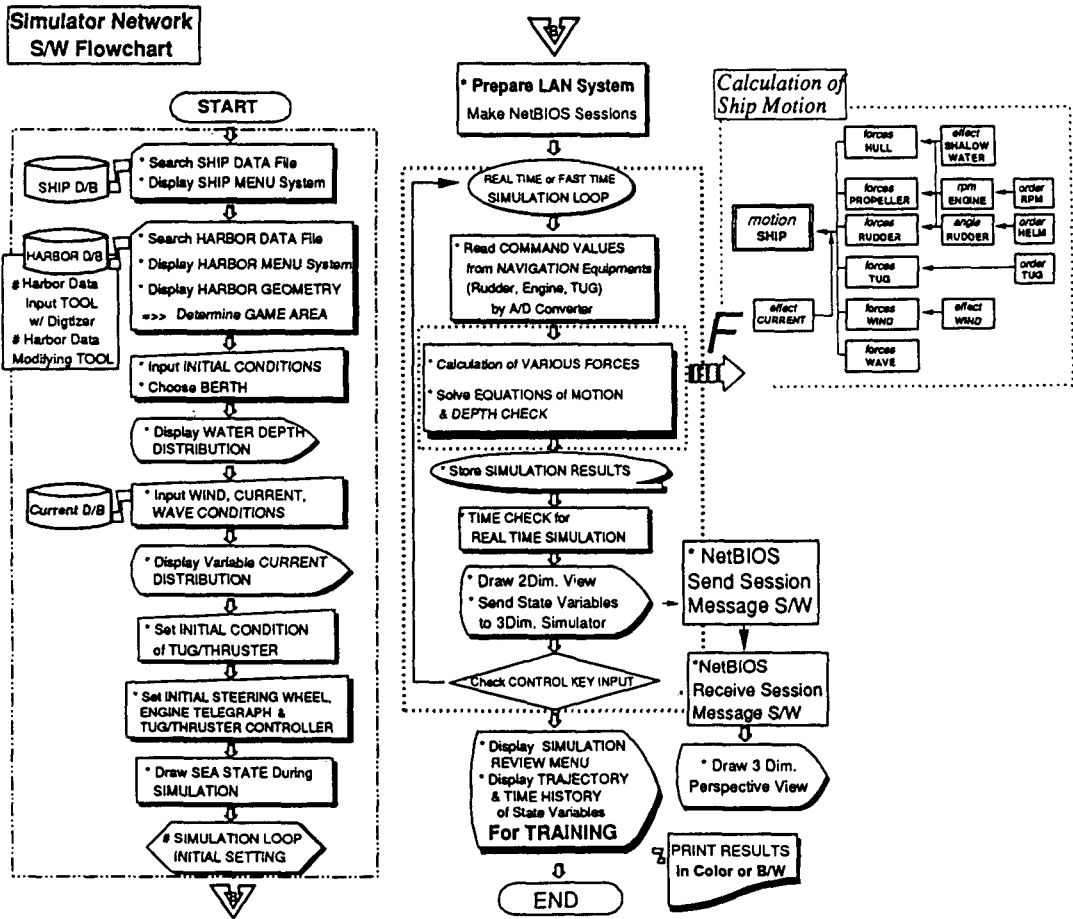 Simulator Network
S/W Flowchart
START
SHIP D/B
* Search SHIP DATA File
* Display SHIP MENU System
HARBOR D/B
# Harbor Data
Input TOOL
w/ Digtizer
# Harbor Data
Modifying TOOL
* Search HARBOR DATA File
* Display HARBOR MENU System
* Display HARBOR GEOMETRY
=>> Determine GAME AREA
* Input INITIAL CONDITIONS
* Choose BERTH
* Display WATER DEPTH
DISTRIBUTION
Current D/B
* Input WIND, CURRENT,
WAVE CONDITIONS
* Display Variable CURRENT
DISTRIBUTION
* Set INITIAL CONDITION
of TUG/THRUSTER
* Set INITIAL STEERING WHEEL,
ENGINE TELEGRAPH &
TUG/THRUSTER CONTROLLER
* Draw SEA STATE During
SIMULATION
# SIMULATION LOOP
INITIAL SETTING
B
B
* Prepare LAN System
Make NetBIOS Sessions
REAL TIME or FAST TIME
SIMULATION LOOP
* Read COMMAND VALUES
from NAVIGATION Equipments
(Rudder, Engine, TUG)
by A/D Converter
* Calculation of VARIOUS FORCES
* Solve EQUATIONS of MOTION
& DEPTH CHECK
* Store SIMULATION RESULTS
* TIME CHECK for
REAL TIME SIMULATION
* Draw 2Dim. View
* Send State Variables
to 3Dim. Simulator
Check CONTROL KEY INPUT
* Display SIMULATION
REVIEW MENU
* Display TRAJECTORY
& TIME HISTORY
of State Variables
For TRAINING
END
* NetBIOS
Send Session
Message S/W
*NetBIOS
Receive Session
Message S/W
* Draw 3 Dim.
Perspective View
PRINT RESULTS
in Color or B/W
Calculation of
Ship Motion
motion
SHIP
effect
CURRENT
forces
HULL
effect
SHALOW
WATER
forces
PROPELLER
rpm
ENGINE
order
RPM
forces
RUDDER
angle
RUDDER
order
HELM
forces
TUG
order
TUG
forces
WIND
effect
WIND
forces
WAVE